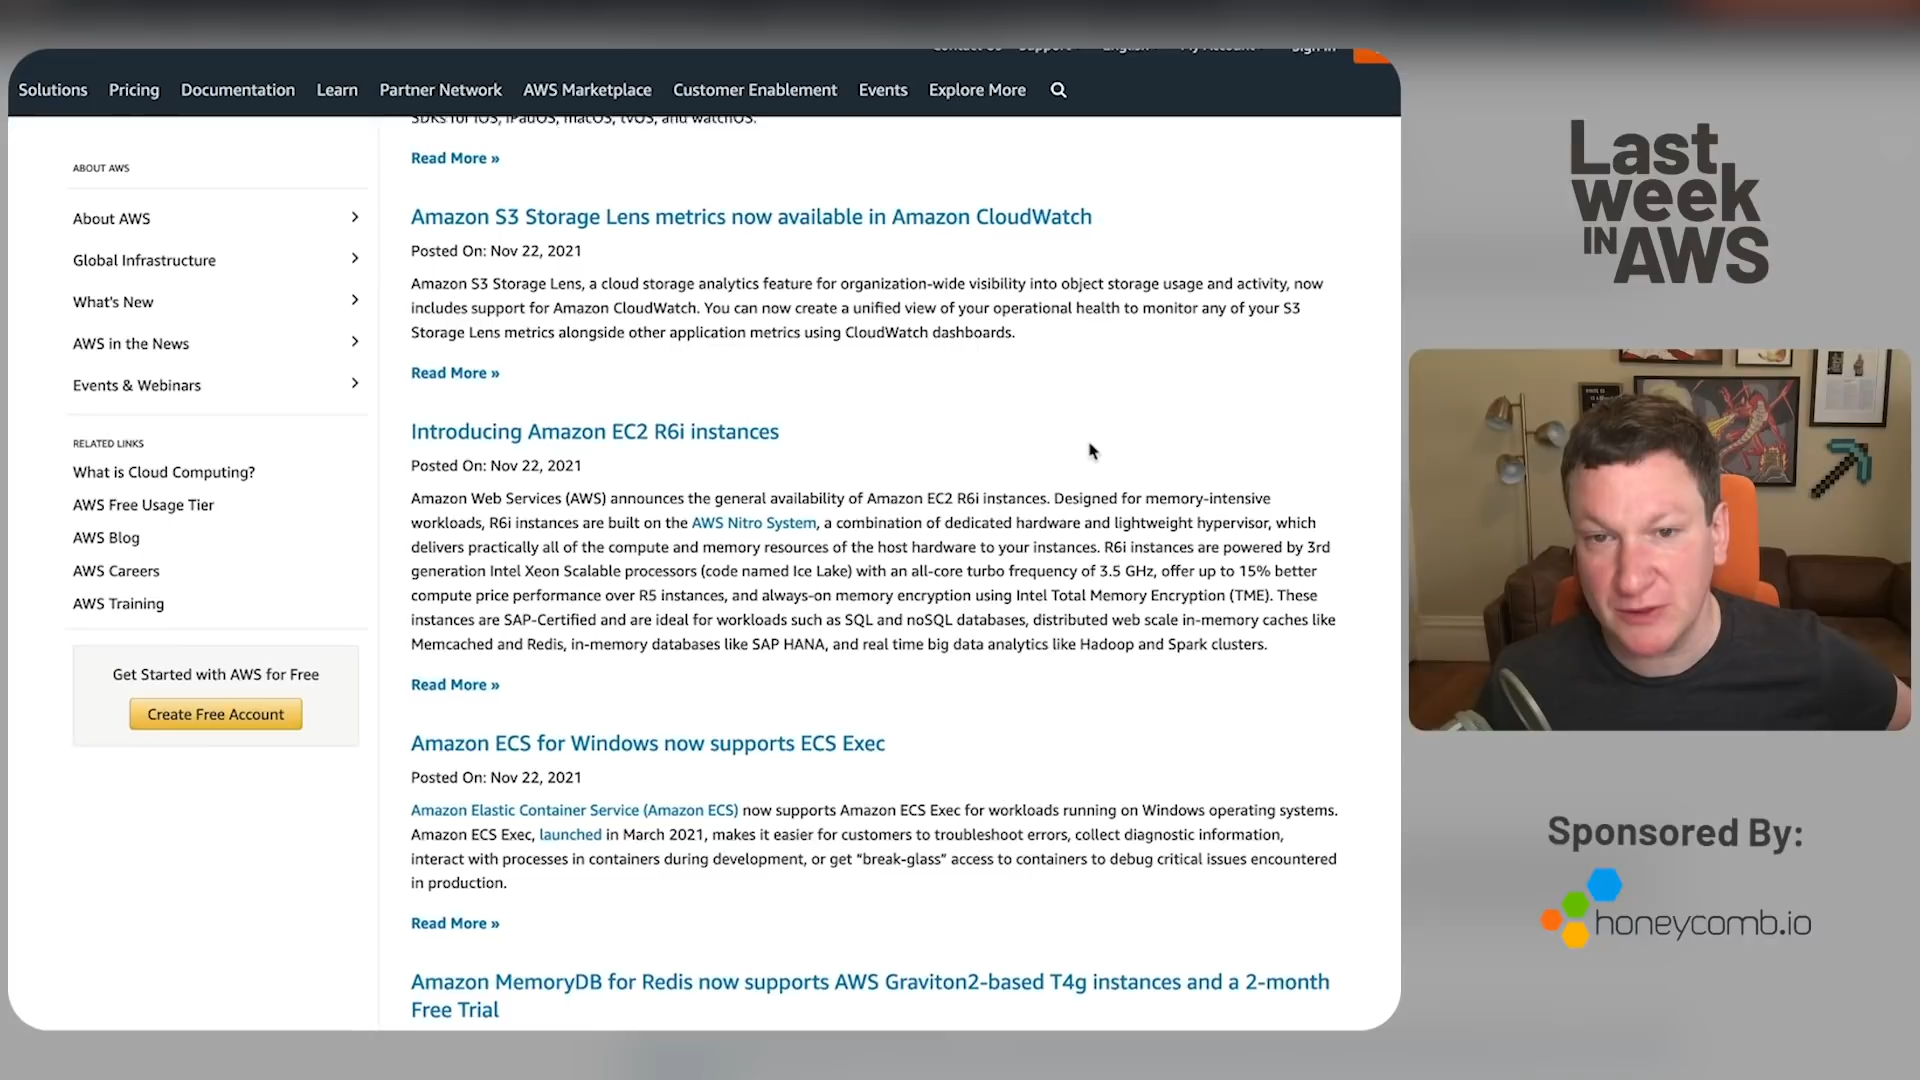 Contact Us Support English My Account Sign In
Solutions Pricing Documentation Learn Partner Network AWS Marketplace Customer Enablement Events Explore More
ABOUT AWS
About AWS
Global Infrastructure
What's New
AWS in the News
Events & Webinars
RELATED LINKS
What is Cloud Computing?
AWS Free Usage Tier
AWS Blog
AWS Careers
AWS Training
Get Started with AWS for Free
Create Free Account
SDKs for iOS, iPadOS, macOS, tvOS, and watchOS.
Read More »
Amazon S3 Storage Lens metrics now available in Amazon CloudWatch
Posted On: Nov 22, 2021
Amazon S3 Storage Lens, a cloud storage analytics feature for organization-wide visibility into object storage usage and activity, now
includes support for Amazon CloudWatch. You can now create a unified view of your operational health to monitor any of your S3
Storage Lens metrics alongside other application metrics using CloudWatch dashboards.
Read More »
Introducing Amazon EC2 R6i instances
Posted On: Nov 22, 2021
Amazon Web Services (AWS) announces the general availability of Amazon EC2 R6i instances. Designed for memory-intensive
workloads, R6i instances are built on the AWS Nitro System, a combination of dedicated hardware and lightweight hypervisor, which
delivers practically all of the compute and memory resources of the host hardware to your instances. R6i instances are powered by 3rd
generation Intel Xeon Scalable processors (code named Ice Lake) with an all-core turbo frequency of 3.5 GHz, offer up to 15% better
compute price performance over R5 instances, and always-on memory encryption using Intel Total Memory Encryption (TME). These
instances are SAP-Certified and are ideal for workloads such as SQL and noSQL databases, distributed web scale in-memory caches like
Memcached and Redis, in-memory databases like SAP HANA, and real time big data analytics like Hadoop and Spark clusters.
Read More »
Amazon ECS for Windows now supports ECS Exec
Posted On: Nov 22, 2021
Amazon Elastic Container Service (Amazon ECS) now supports Amazon ECS Exec for workloads running on Windows operating systems.
Amazon ECS Exec, launched in March 2021, makes it easier for customers to troubleshoot errors, collect diagnostic information,
interact with processes in containers during development, or get “break-glass” access to containers to debug critical issues encountered
in production.
Read More »
Amazon MemoryDB for Redis now supports AWS Graviton2-based T4g instances and a 2-month
Free Trial
Last
week
IN AWS
Sponsored By:
honeycomb.io